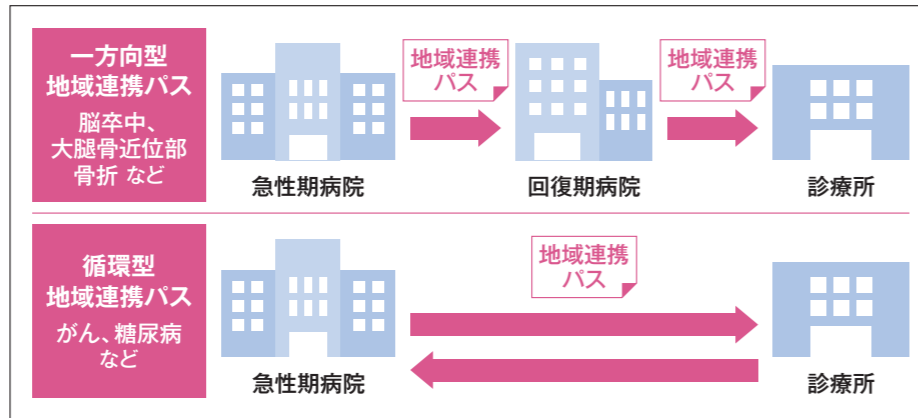 一方向型
地域連携パス
脳卒中、
大腿骨近位部
骨折 など
地域連携
パス
地域連携
パス
急性期病院
回復期病院
診療所
循環型
地域連携パス
がん、糖尿病
など
地域連携
パス
急性期病院
診療所